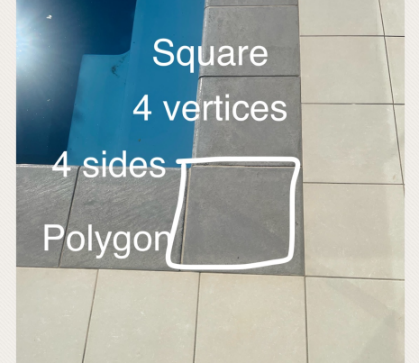 Square
4 vertices
4 sides
Polygon